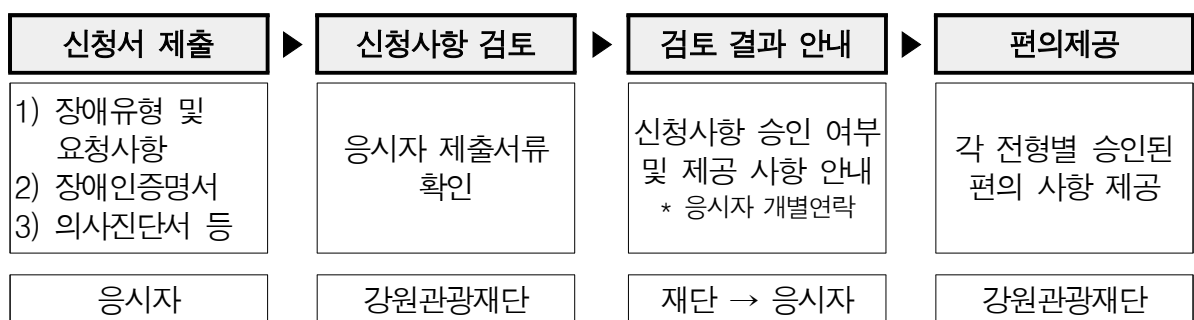 신청서 제출 ▶ 신청사항 검토 ▶ 검토 결과 안내 ▶ 편의제공
1) 장애유형 및
요청사항
2) 장애인증명서
3) 의사진단서 등
응시자 제출서류
확인
신청사항 승인 여부
및 제공 사항 안내
* 응시자 개별연락
각 전형별 승인된
편의 사항 제공
응시자
강원관광재단
재단 → 응시자
강원관광재단